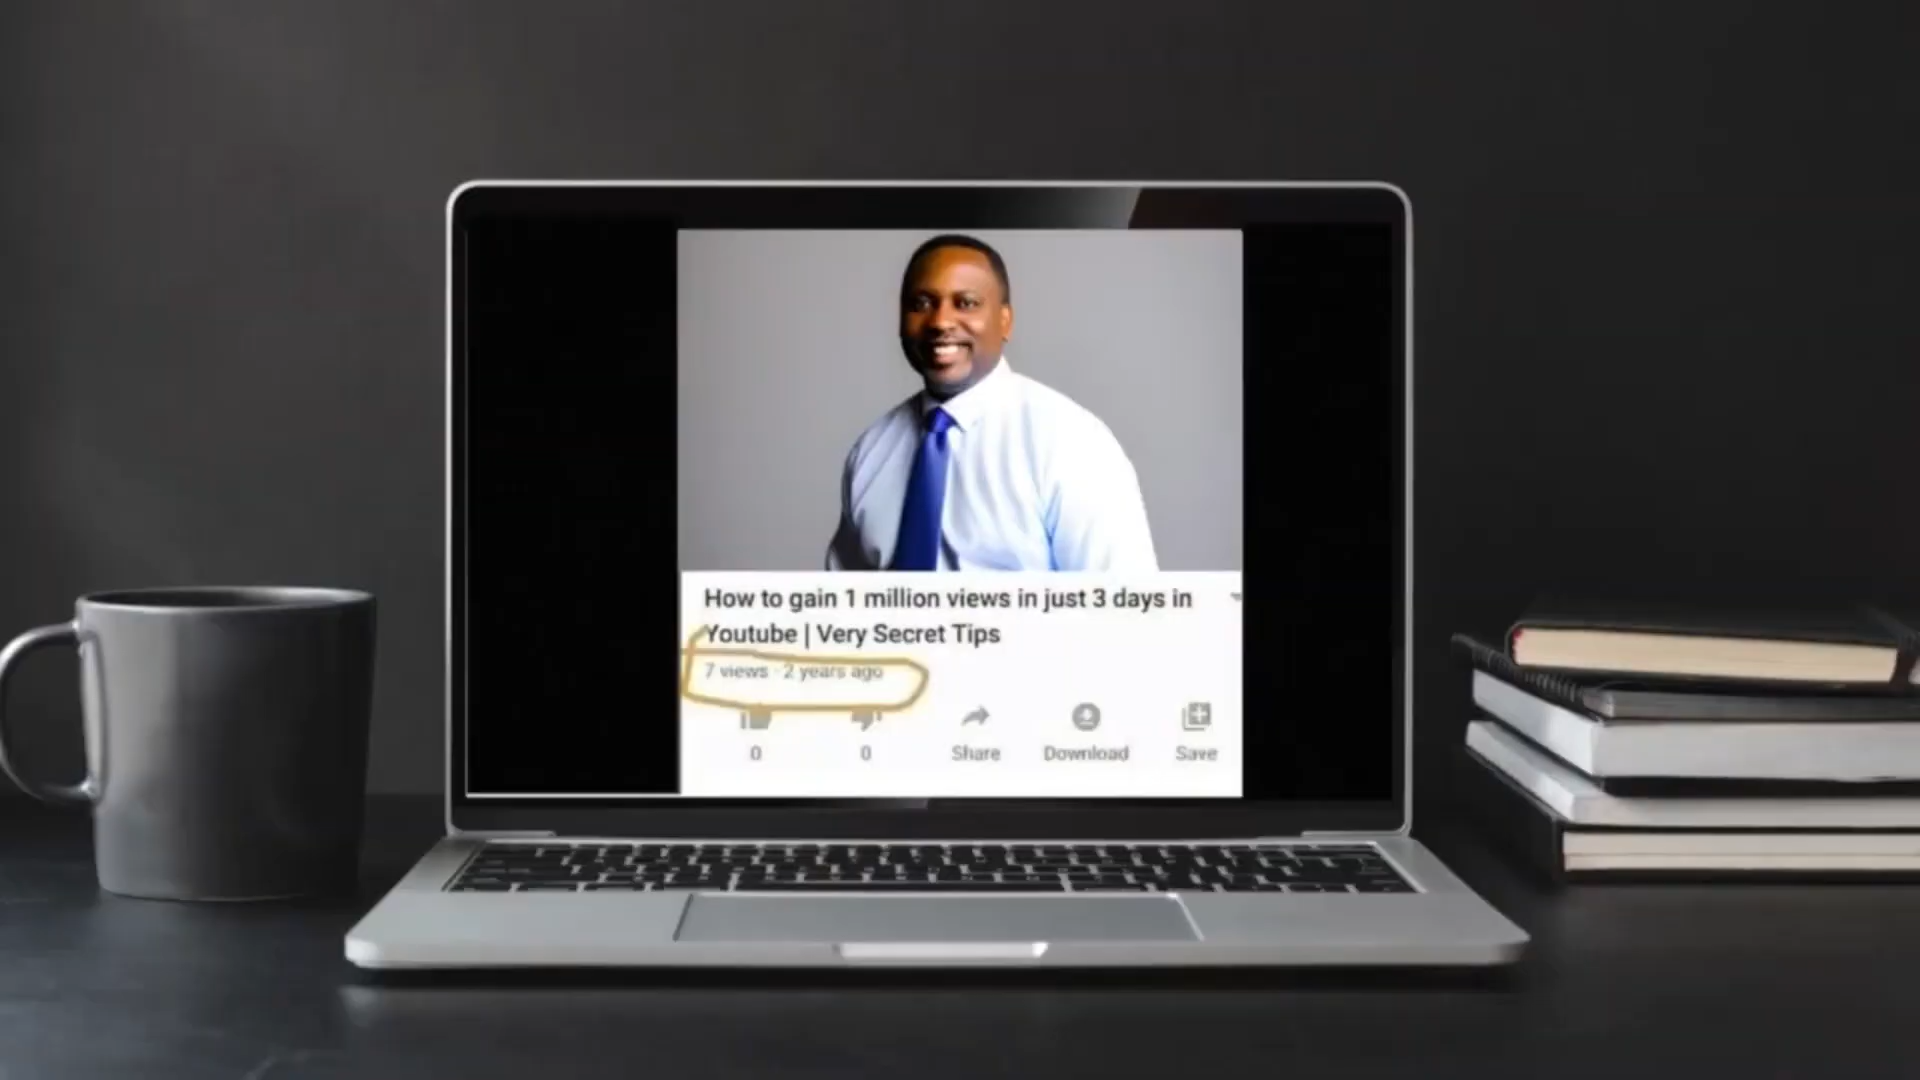 How to gain 1 million views in just 3 days in
Youtube | Very Secret Tips
7 views · 2 years ago
0 0 Share Download Save